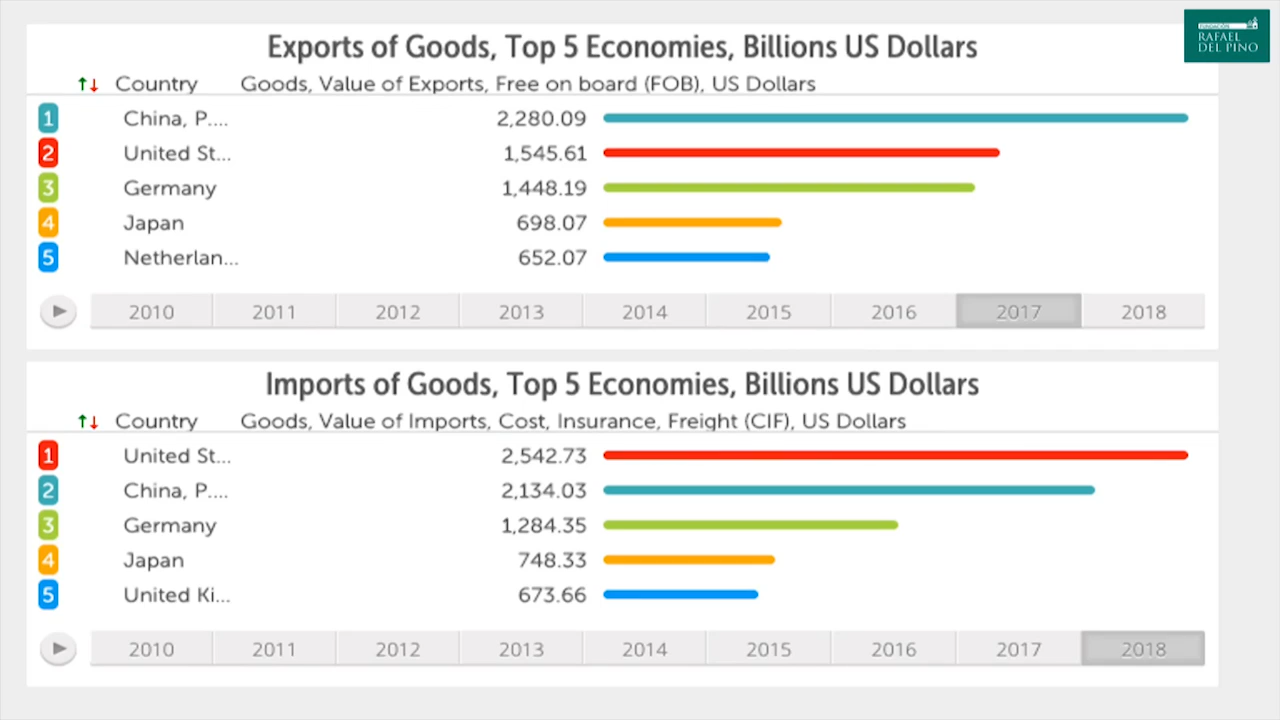 FUNDACIÓN
RAFAEL
DEL PINO
Exports of Goods, Top 5 Economies, Billions US Dollars
↑↓ Country Goods, Value of Exports, Free on board (FOB), US Dollars
1 China, P.... 2,280.09
2 United St... 1,545.61
3 Germany 1,448.19
4 Japan 698.07
5 Netherlan... 652.07
2010 2011 2012 2013 2014 2015 2016 2017 2018
Imports of Goods, Top 5 Economies, Billions US Dollars
↑↓ Country Goods, Value of Imports, Cost, Insurance, Freight (CIF), US Dollars
1 United St... 2,542.73
2 China, P.... 2,134.03
3 Germany 1,284.35
4 Japan 748.33
5 United Ki... 673.66
2010 2011 2012 2013 2014 2015 2016 2017 2018